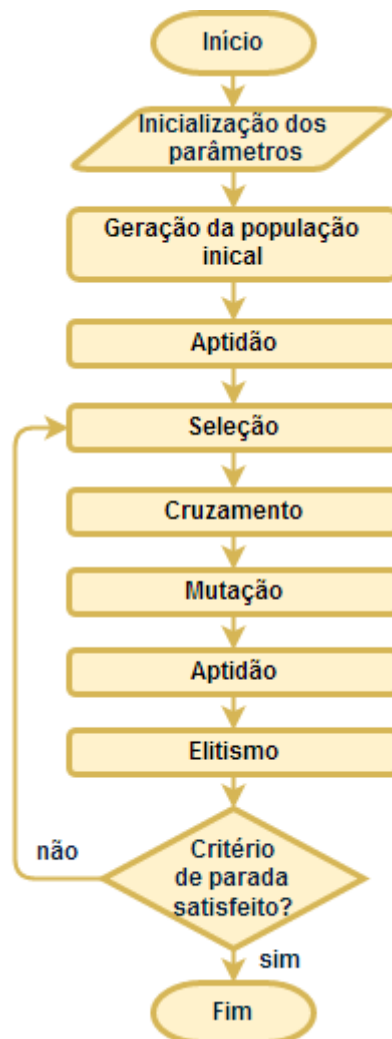 Início
Inicialização dos
parâmetros
Geração da população
inical
Aptidão
Seleção
Cruzamento
Mutação
Aptidão
Elitismo
não
Critério
de parada
satisfeito?
sim
Fim